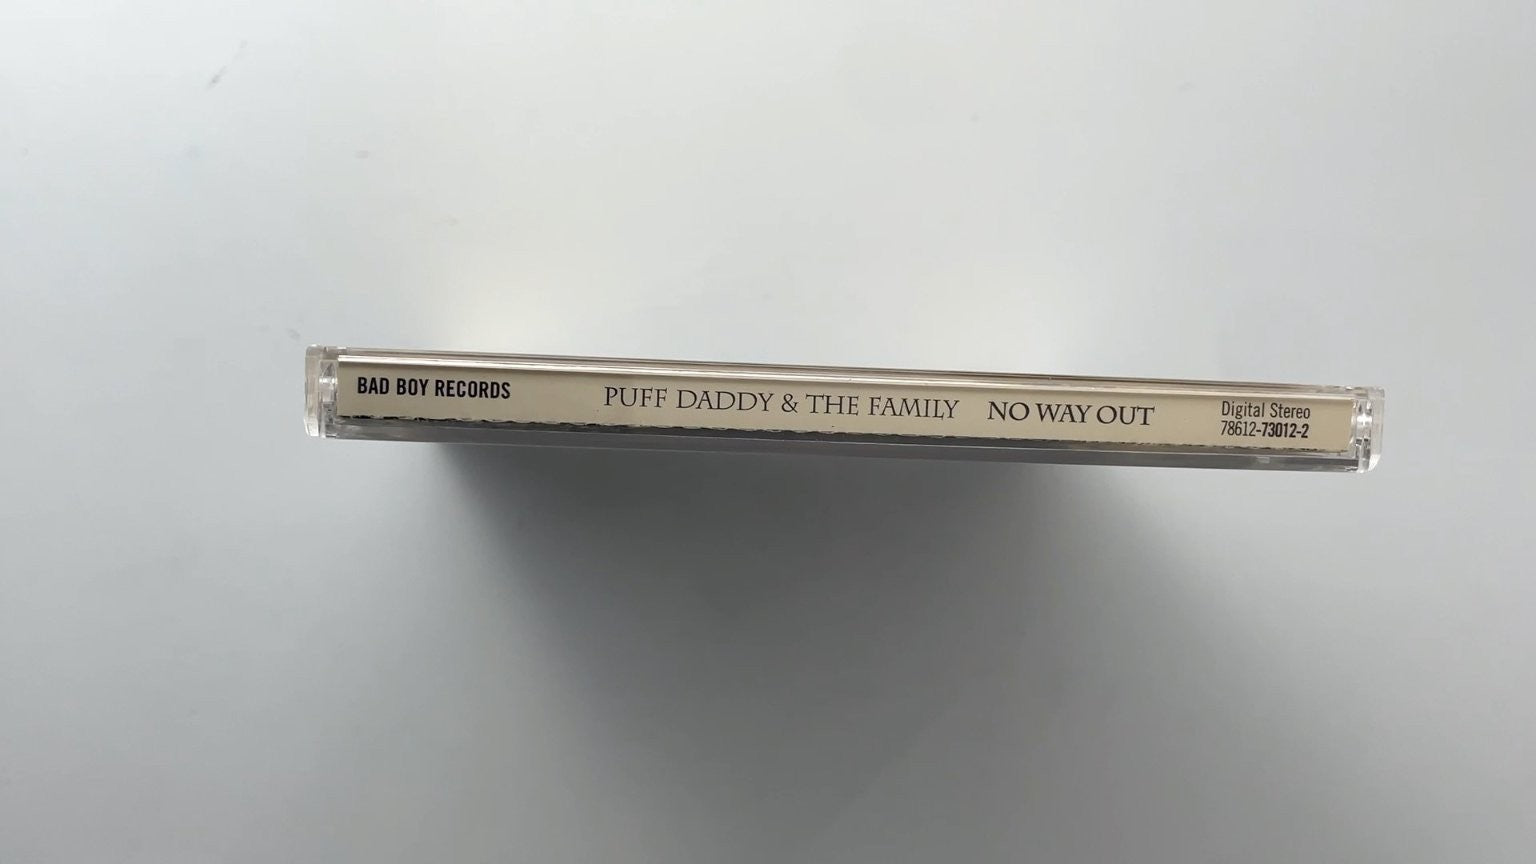 BAD BOY RECORDS
PUFF DADDY & THE FAMILY NO WAY OUT
Digital Stereo
78612-73012-2